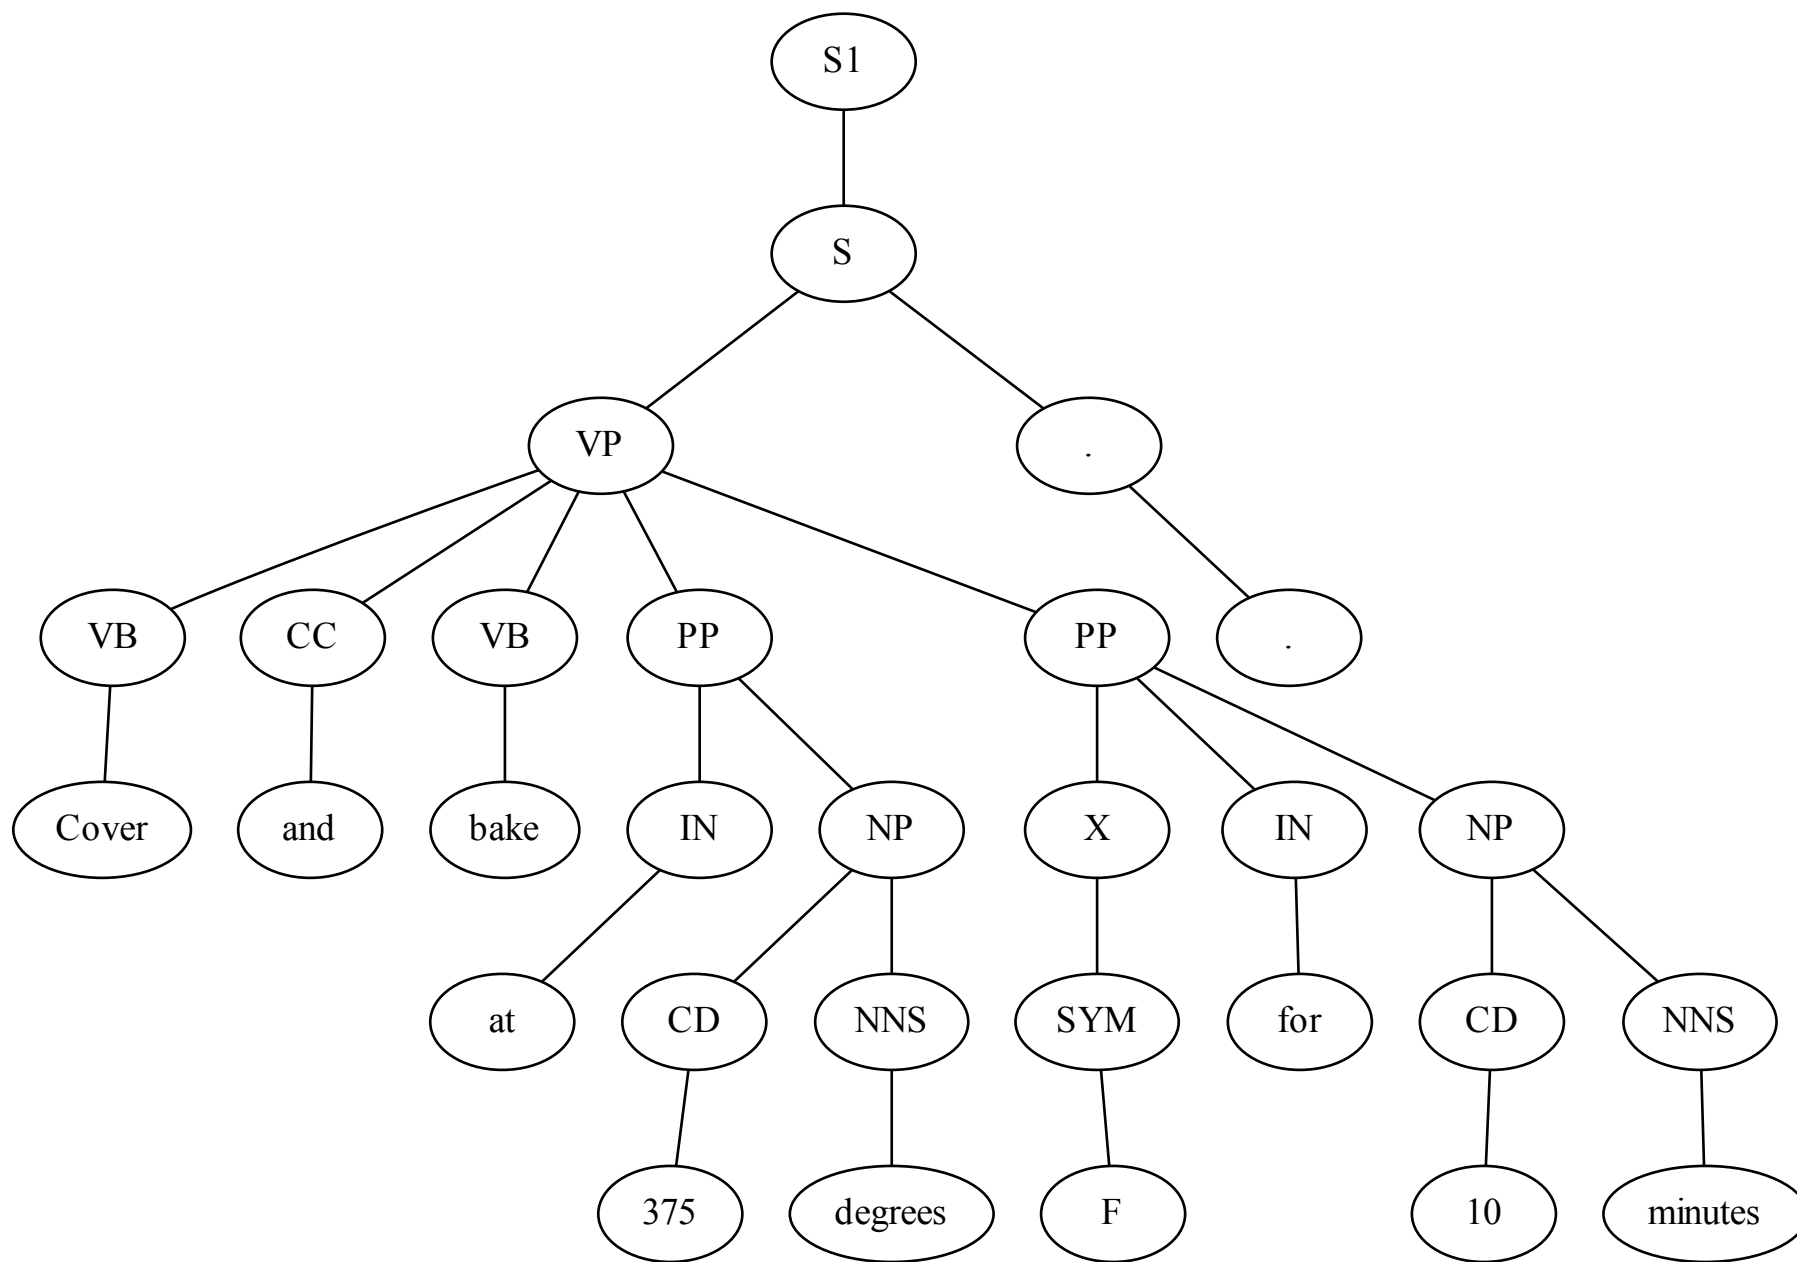 S1
S
VP .
VB CC VB PP PP .
Cover and bake IN NP X IN NP
at CD NNS SYM for CD NNS
375 degrees F 10 minutes